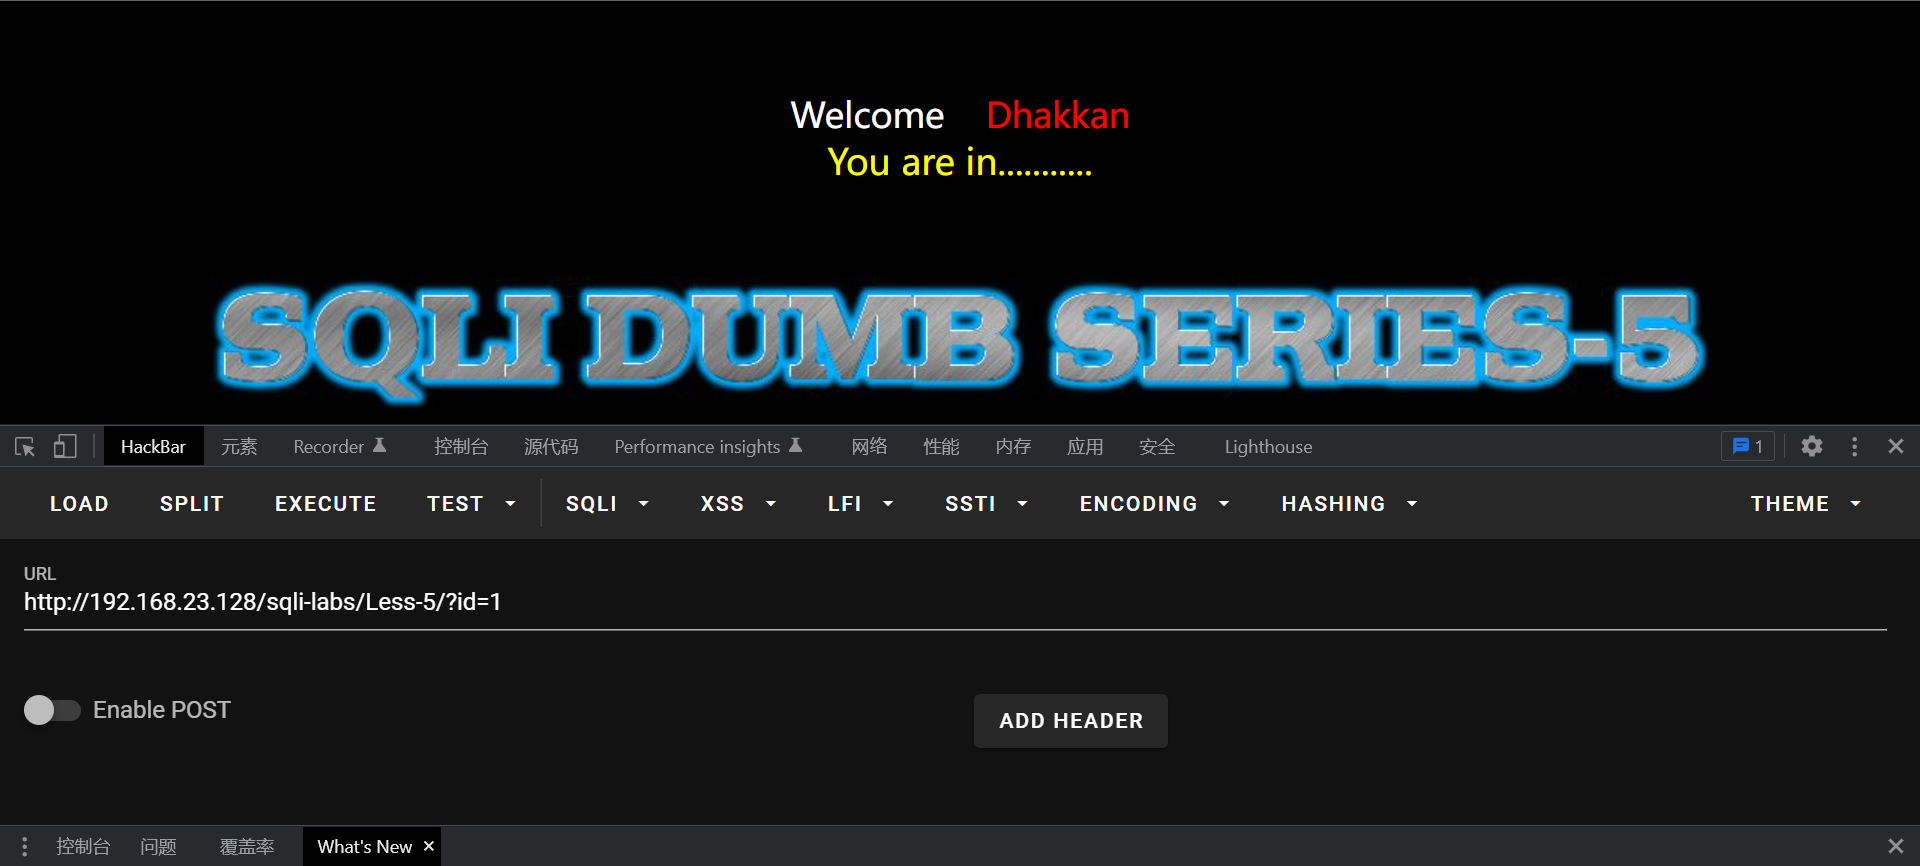 Welcome Dhakkan
You are in...........
SQLI DUMB SERIES-5
HackBar 元素 Recorder 控制台 源代码 Performance insights 网络 性能 内存 应用 安全 Lighthouse 1
LOAD SPLIT EXECUTE TEST SQLI XSS LFI SSTI ENCODING HASHING THEME
URL
http://192.168.23.128/sqli-labs/Less-5/?id=1
Enable POST ADD HEADER
控制台 问题 覆盖率 What's New